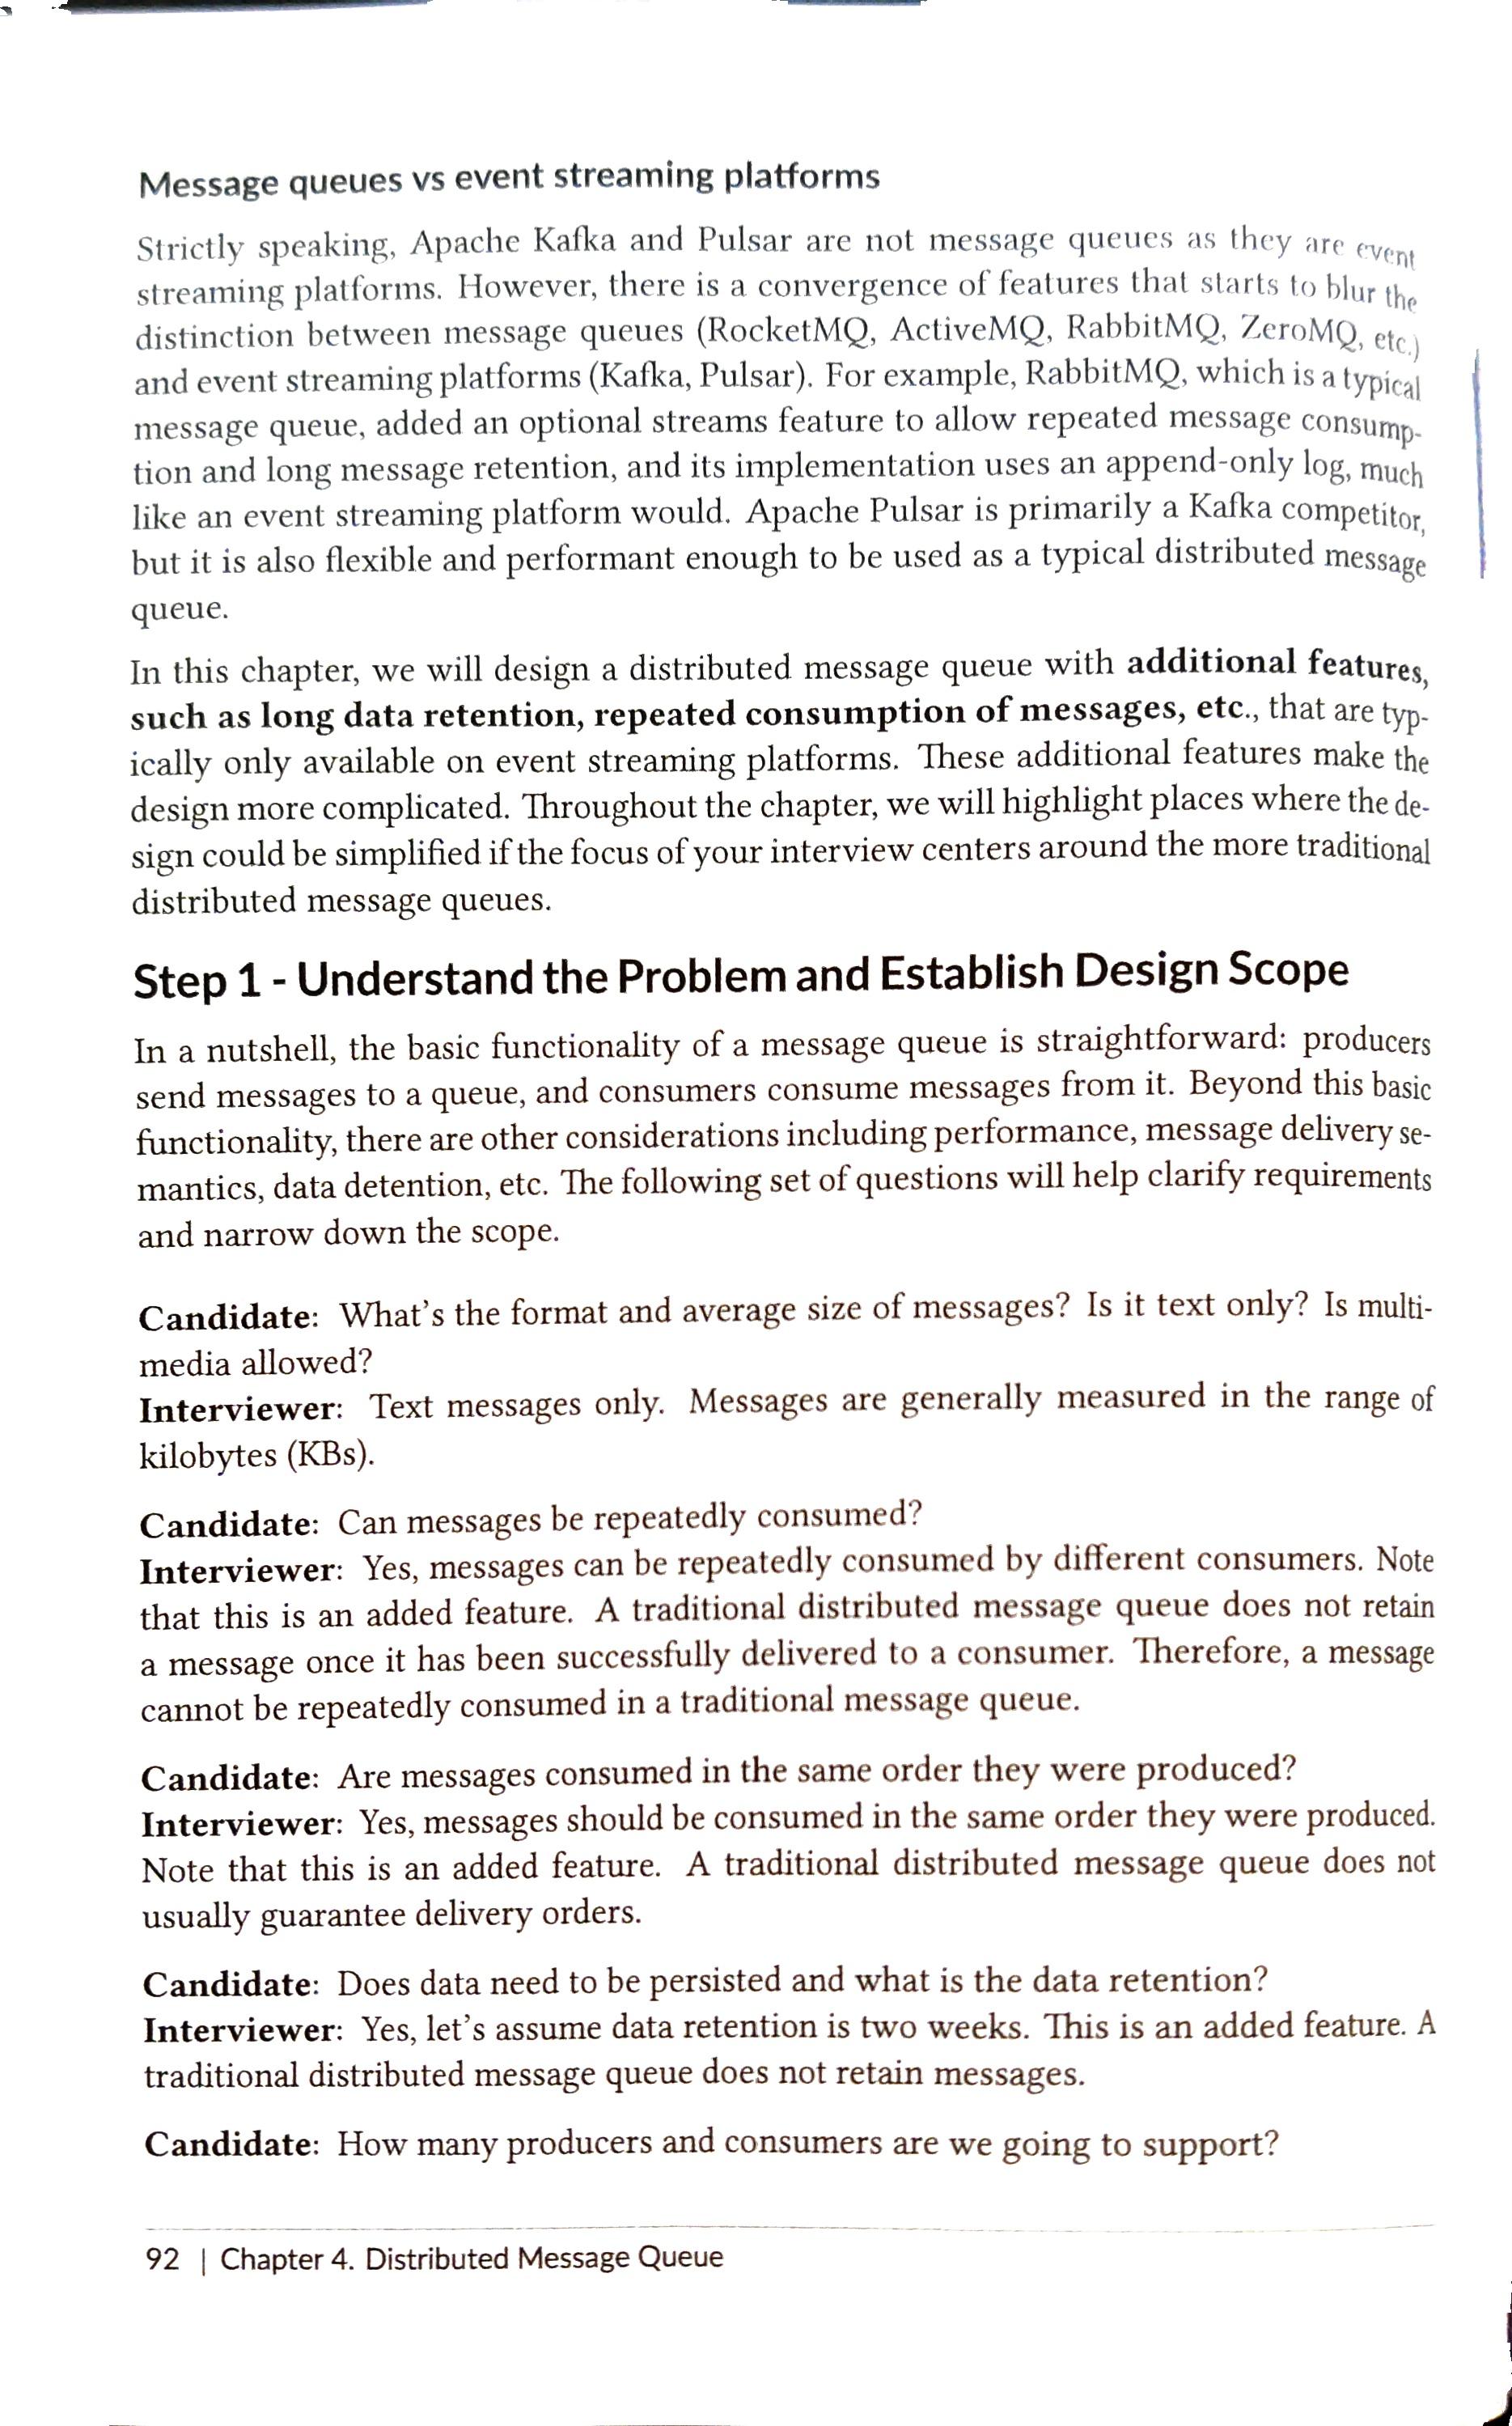 Message queues vs event streaming platforms
Strictly speaking, Apache Kafka and Pulsar are not message queues as they are event
streaming platforms. However, there is a convergence of features that starts to blur the
distinction between message queues (RocketMQ, ActiveMQ, RabbitMQ, ZeroMQ, etc.)
and event streaming platforms (Kafka, Pulsar). For example, RabbitMQ, which is a typical
message queue, added an optional streams feature to allow repeated message consump-
tion and long message retention, and its implementation uses an append-only log, much
like an event streaming platform would. Apache Pulsar is primarily a Kafka competitor,
but it is also flexible and performant enough to be used as a typical distributed message
queue.
In this chapter, we will design a distributed message queue with additional features,
such as long data retention, repeated consumption of messages, etc., that are typ-
ically only available on event streaming platforms. These additional features make the
design more complicated. Throughout the chapter, we will highlight places where the de-
sign could be simplified if the focus of your interview centers around the more traditional
distributed message queues.
Step 1 - Understand the Problem and Establish Design Scope
In a nutshell, the basic functionality of a message queue is straightforward: producers
send messages to a queue, and consumers consume messages from it. Beyond this basic
functionality, there are other considerations including performance, message delivery se-
mantics, data detention, etc. The following set of questions will help clarify requirements
and narrow down the scope.
Candidate: What's the format and average size of messages? Is it text only? Is multi-
media allowed?
Interviewer: Text messages only. Messages are generally measured in the range of
kilobytes (KBs).
Candidate: Can messages be repeatedly consumed?
Interviewer: Yes, messages can be repeatedly consumed by different consumers. Note
that this is an added feature. A traditional distributed message queue does not retain
a message once it has been successfully delivered to a consumer. Therefore, a message
cannot be repeatedly consumed in a traditional message queue.
Candidate: Are messages consumed in the same order they were produced?
Interviewer: Yes, messages should be consumed in the same order they were produced.
Note that this is an added feature. A traditional distributed message queue does not
usually guarantee delivery orders.
Candidate: Does data need to be persisted and what is the data retention?
Interviewer: Yes, let's assume data retention is two weeks. This is an added feature. A
traditional distributed message queue does not retain messages.
Candidate: How many producers and consumers are we going to support?
92 | Chapter 4. Distributed Message Queue